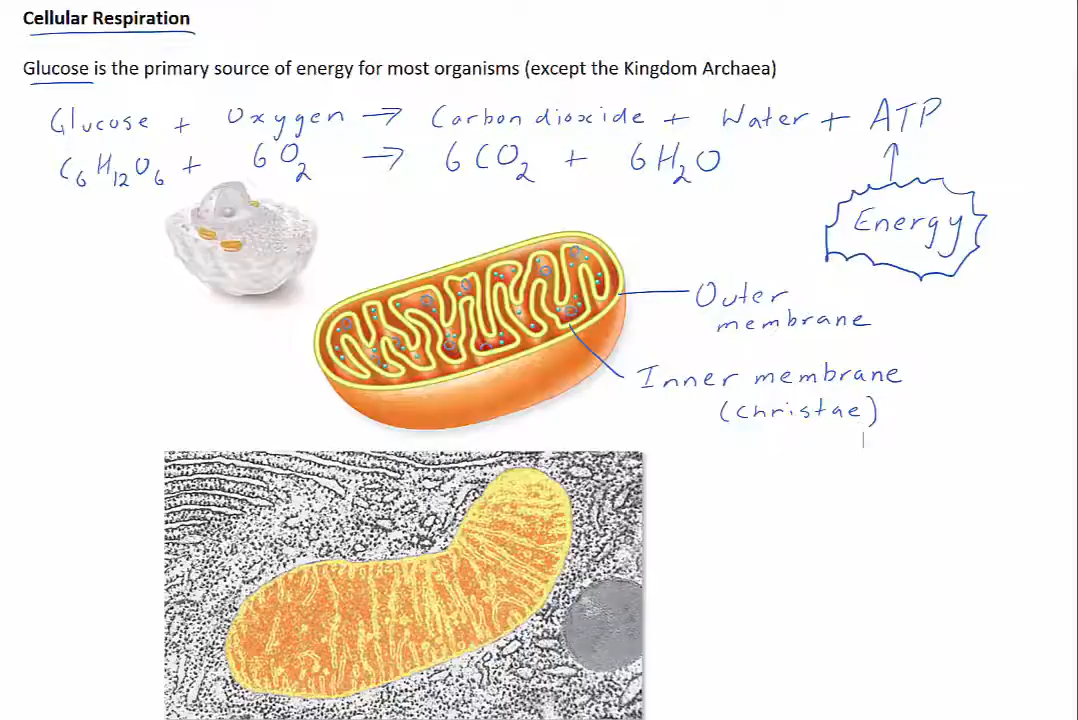 Cellular Respiration
Glucose is the primary source of energy for most organisms (except the Kingdom Archaea)
Glucose + Oxygen → Carbon dioxide + Water + ATP
C₆H₁₂O₆ + 6O₂ → 6CO₂ + 6H₂O
Energy
Outer
membrane
Inner membrane
(christae)